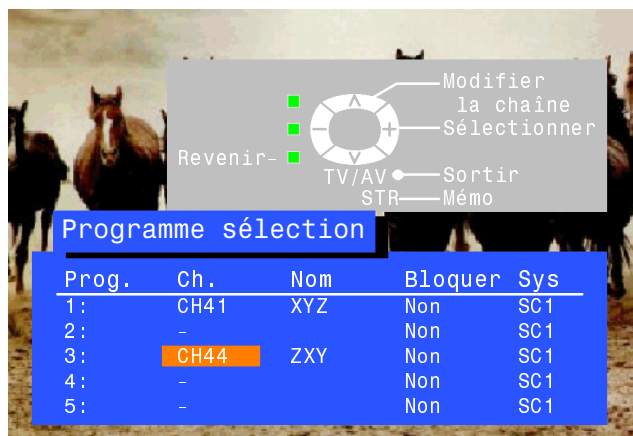 Modifier
la chaîne
Sélectionner
Revenir–
TV/AV Sortir
STR Mémo
Programme sélection
Prog. Ch. Nom Bloquer Sys
1: CH41 XYZ Non SC1
2: – Non SC1
3: CH44 ZXY Non SC1
4: – Non SC1
5: – Non SC1